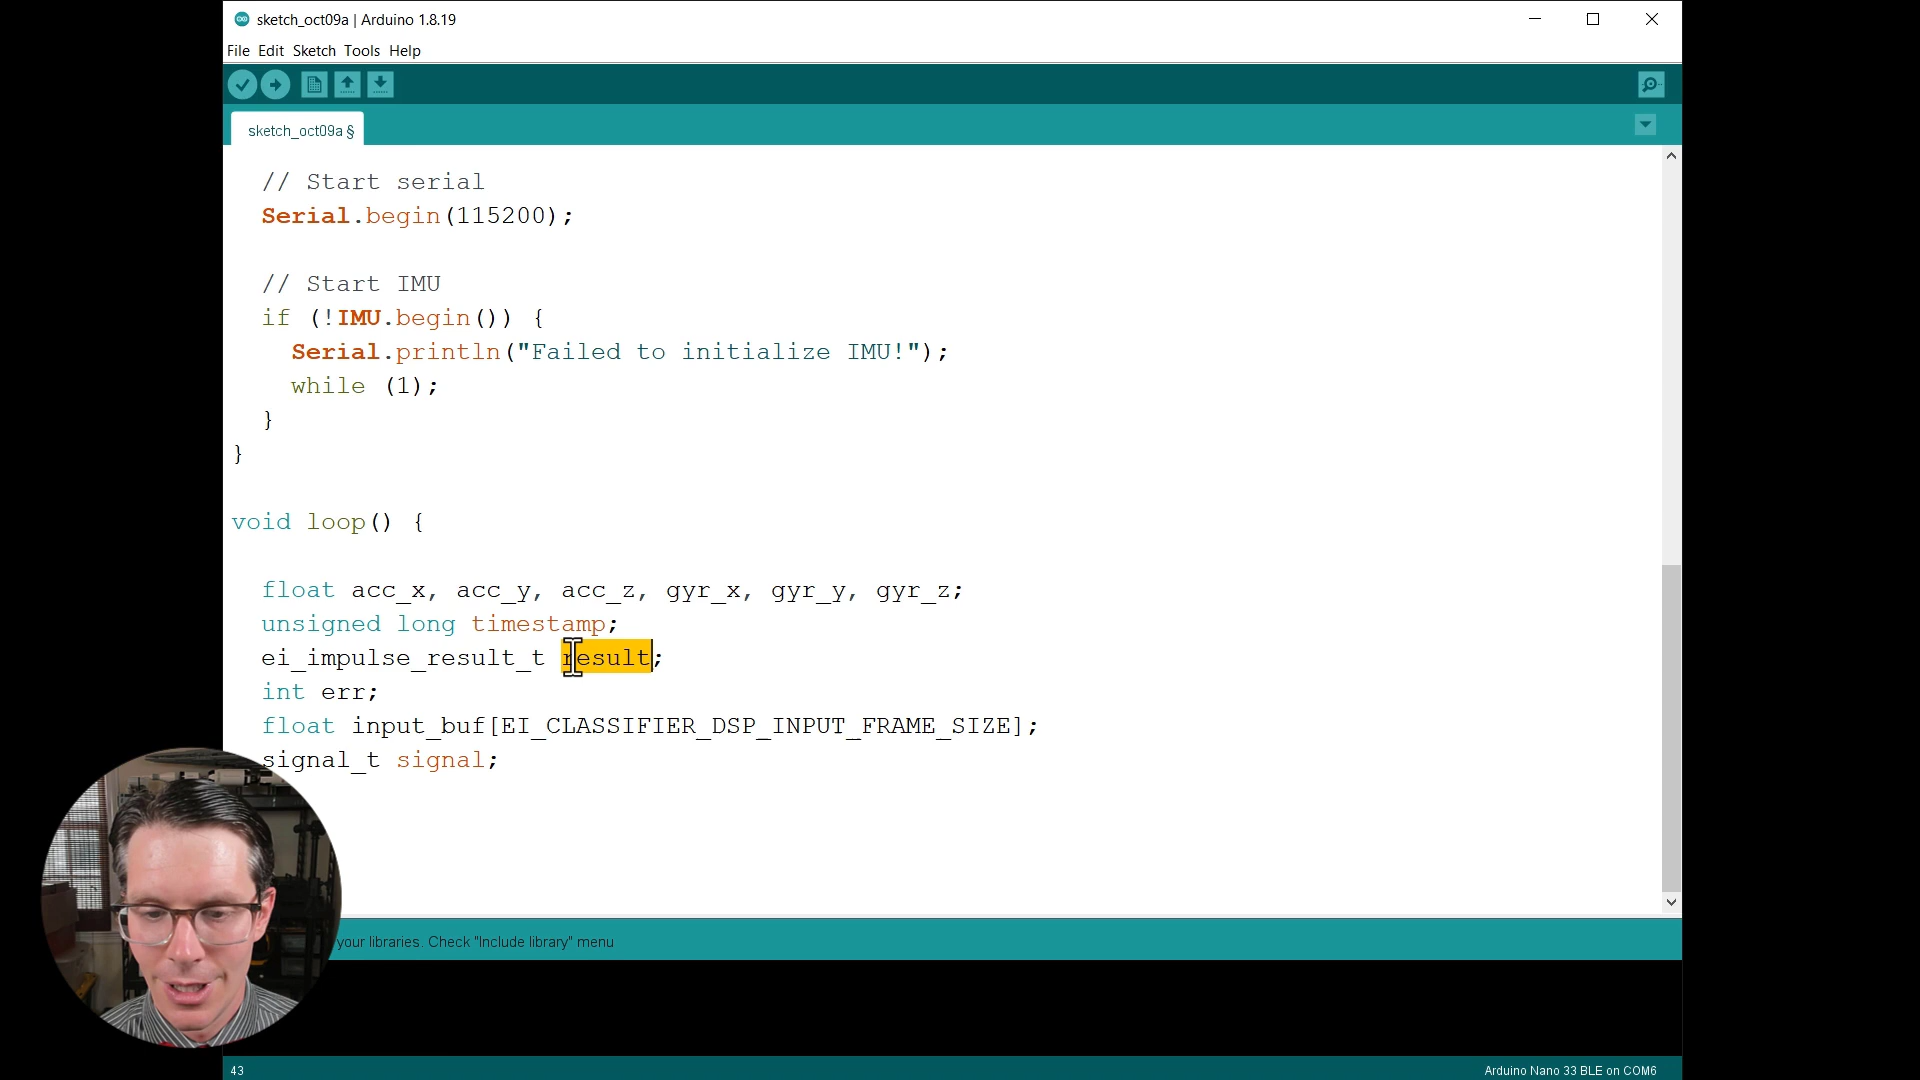 sketch_oct09a | Arduino 1.8.19
File Edit Sketch Tools Help
sketch_oct09a §
// Start serial
Serial.begin(115200);
// Start IMU
if (!IMU.begin()) {
Serial.println("Failed to initialize IMU!");
while (1);
}
}
void loop() {
float acc_x, acc_y, acc_z, gyr_x, gyr_y, gyr_z;
unsigned long timestamp;
ei_impulse_result_t result;
int err;
float input_buf[EI_CLASSIFIER_DSP_INPUT_FRAME_SIZE];
signal_t signal;
your libraries. Check "Include library" menu
43 Arduino Nano 33 BLE on COM6